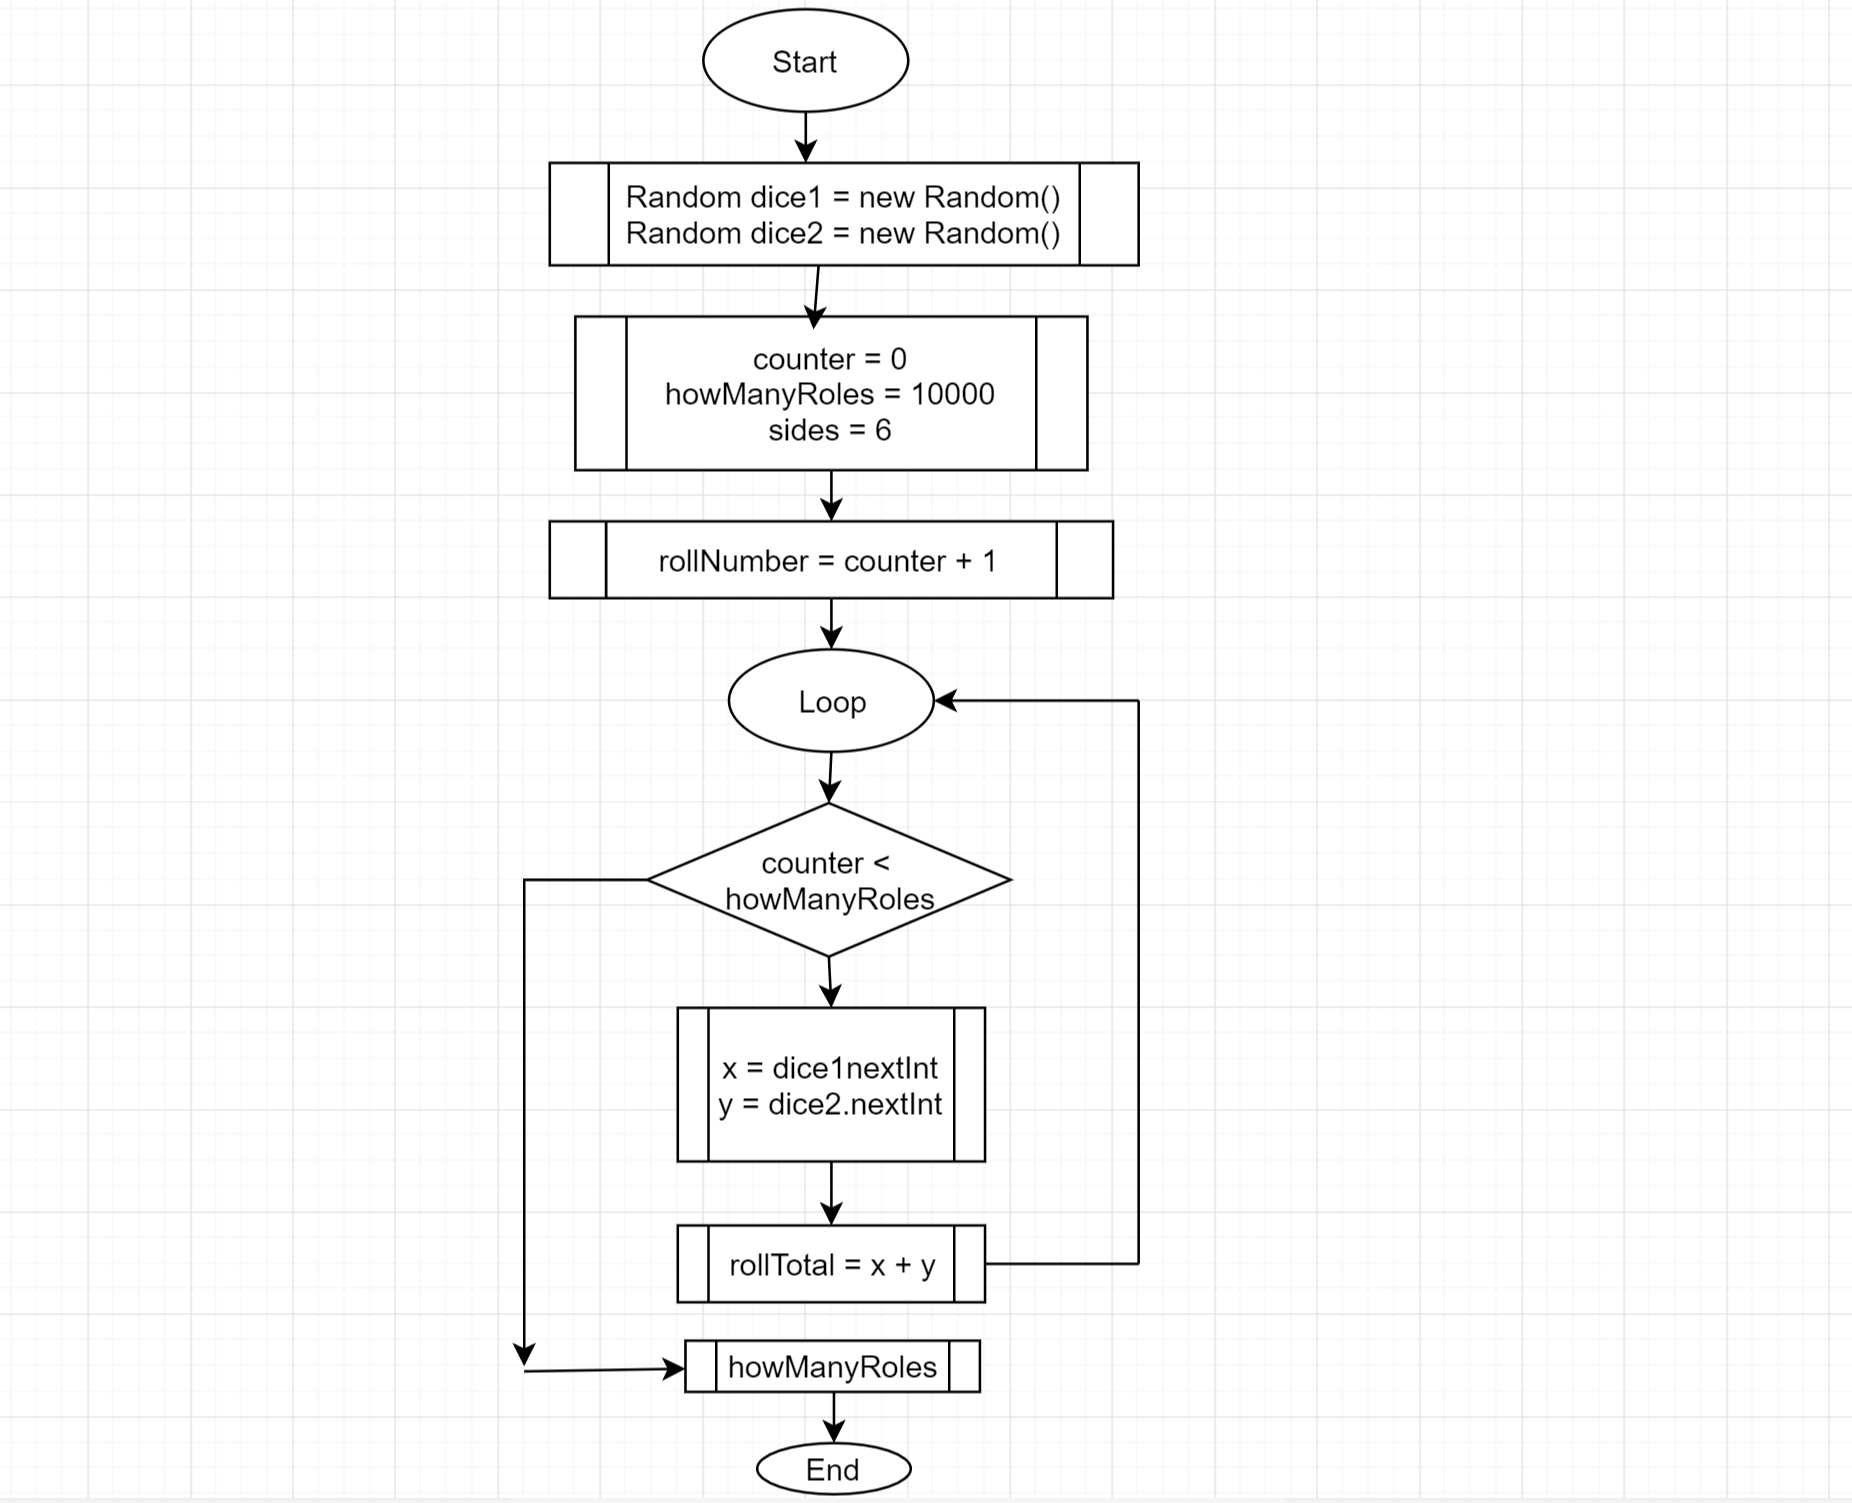 Start
Random dice1 = new Random()
Random dice2 = new Random()
counter = 0
howManyRoles = 10000
sides = 6
rollNumber = counter + 1
Loop
counter <
howManyRoles
x = dice1nextInt
y = dice2.nextInt
rollTotal = x + y
howManyRoles
End